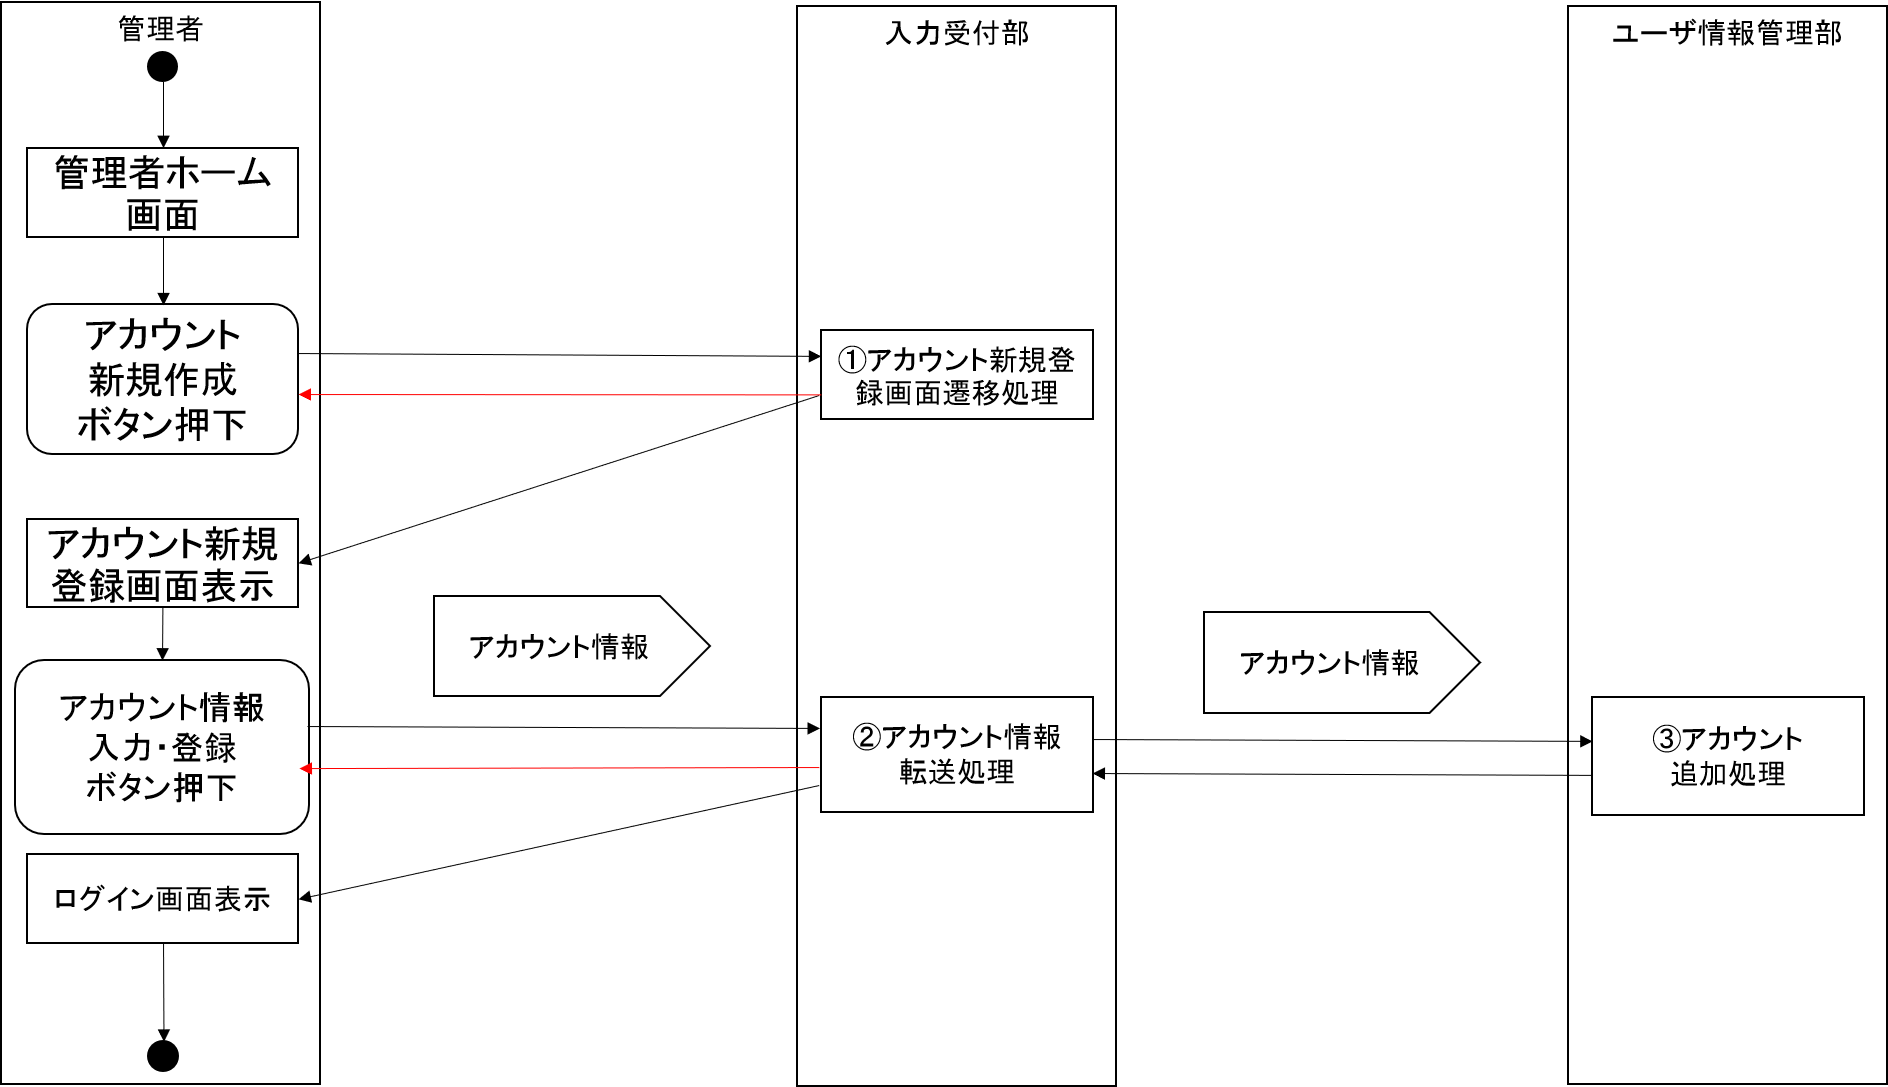 管理者
管理者ホーム
画面
アカウント
新規作成
ボタン押下
アカウント新規
登録画面表示
アカウント情報
入力・登録
ボタン押下
ログイン画面表示
アカウント情報
入力受付部
①アカウント新規登
録画面遷移処理
②アカウント情報
転送処理
アカウント情報
ユーザ情報管理部
③アカウント
追加処理